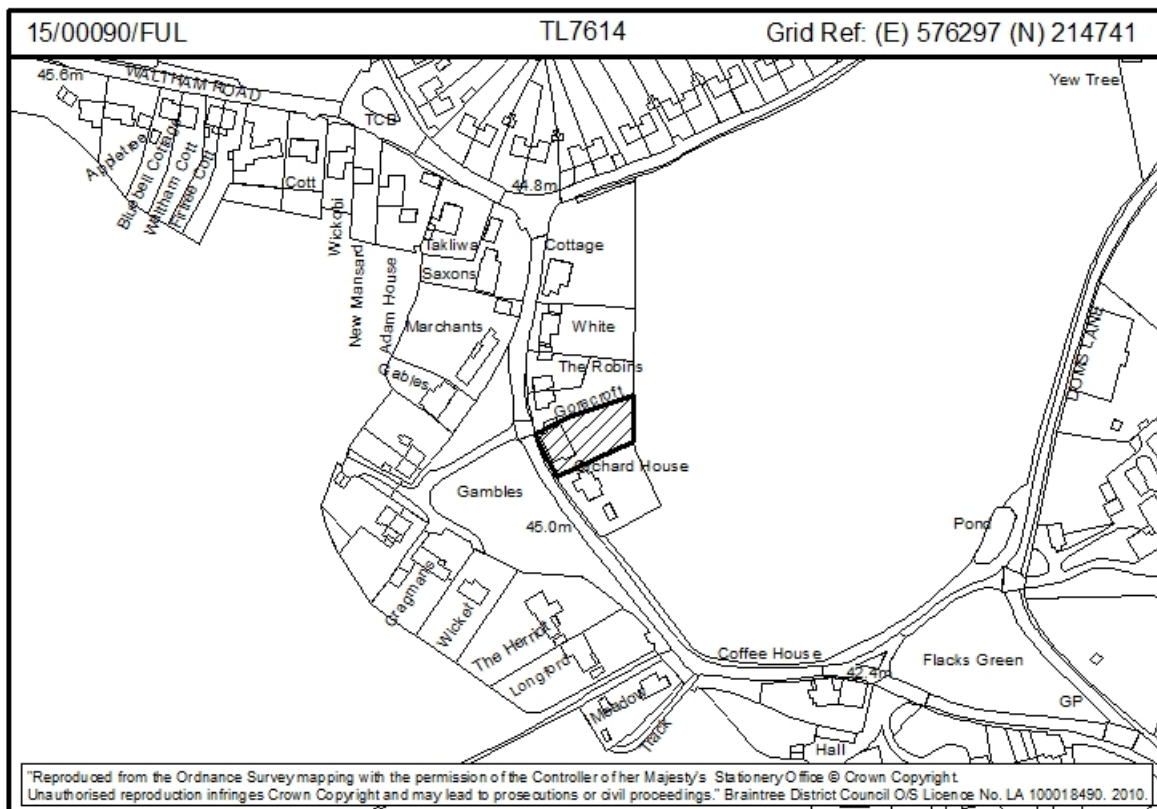 15/00090/FUL TL7614 Grid Ref: (E) 576297 (N) 214741
45.6m
WALTHAM ROAD
TCB
Yew Tree
Appletree
Bluebell Cottage
Waltham Cott
Firtree Cott
Cott
Wickobi
New Mansard
Adam House
44.8m
Takliwa
Saxons
Cottage
Marchants
White
Gables
The Robins
Gorecroft
Orchard House
Gambles
45.0m
Pond
Cragmans
Wicket
The Herriot
Longford
Meadow
Track
Coffee House
42.4m
Flacks Green
GP
Hall
"Reproduced from the Ordnance Survey mapping with the permission of the Controller of her Majesty's Stationery Office © Crown Copyright.
Unauthorised reproduction infringes Crown Copyright and may lead to prosecutions or civil proceedings." Braintree District Council O/S Licence No. LA 100018490. 2010.